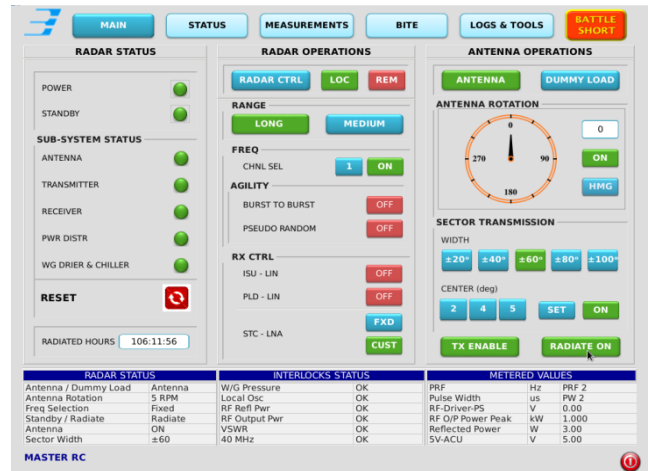 MAIN STATUS MEASUREMENTS BITE LOGS & TOOLS BATTLE SHORT
RADAR STATUS
POWER
STANDBY
SUB-SYSTEM STATUS
ANTENNA
TRANSMITTER
RECEIVER
PWR DISTR
WG DRIER & CHILLER
RESET
RADIATED HOURS 106:11:56
RADAR OPERATIONS
RADAR CTRL LOC REM
RANGE
LONG MEDIUM
FREQ
CHNL SEL 1 ON
AGILITY
BURST TO BURST OFF
PSEUDO RANDOM OFF
RX CTRL
ISU - LIN OFF
PLD - LIN OFF
STC - LNA FXD
CUST
ANTENNA OPERATIONS
ANTENNA DUMMY LOAD
ANTENNA ROTATION
0 90 180 270
0
ON
HMG
SECTOR TRANSMISSION
WIDTH
±20° ±40° ±60° ±80° ±100°
CENTER (deg)
2 4 5 SET ON
TX ENABLE RADIATE ON
RADAR STATUS
Antenna / Dummy Load Antenna
Antenna Rotation 5 RPM
Freq Selection Fixed
Standby / Radiate Radiate
Antenna ON
Sector Width ±60
INTERLOCKS STATUS
W/G Pressure OK
Local Osc OK
RF Refl Pwr OK
RF Output Pwr OK
VSWR OK
40 MHz OK
METERED VALUES
PRF Hz PRF 2
Pulse Width us PW 2
RF-Driver-PS V 0.00
RF O/P Power Peak kW 1.000
Reflected Power W 3.00
5V-ACU V 5.00
MASTER RC